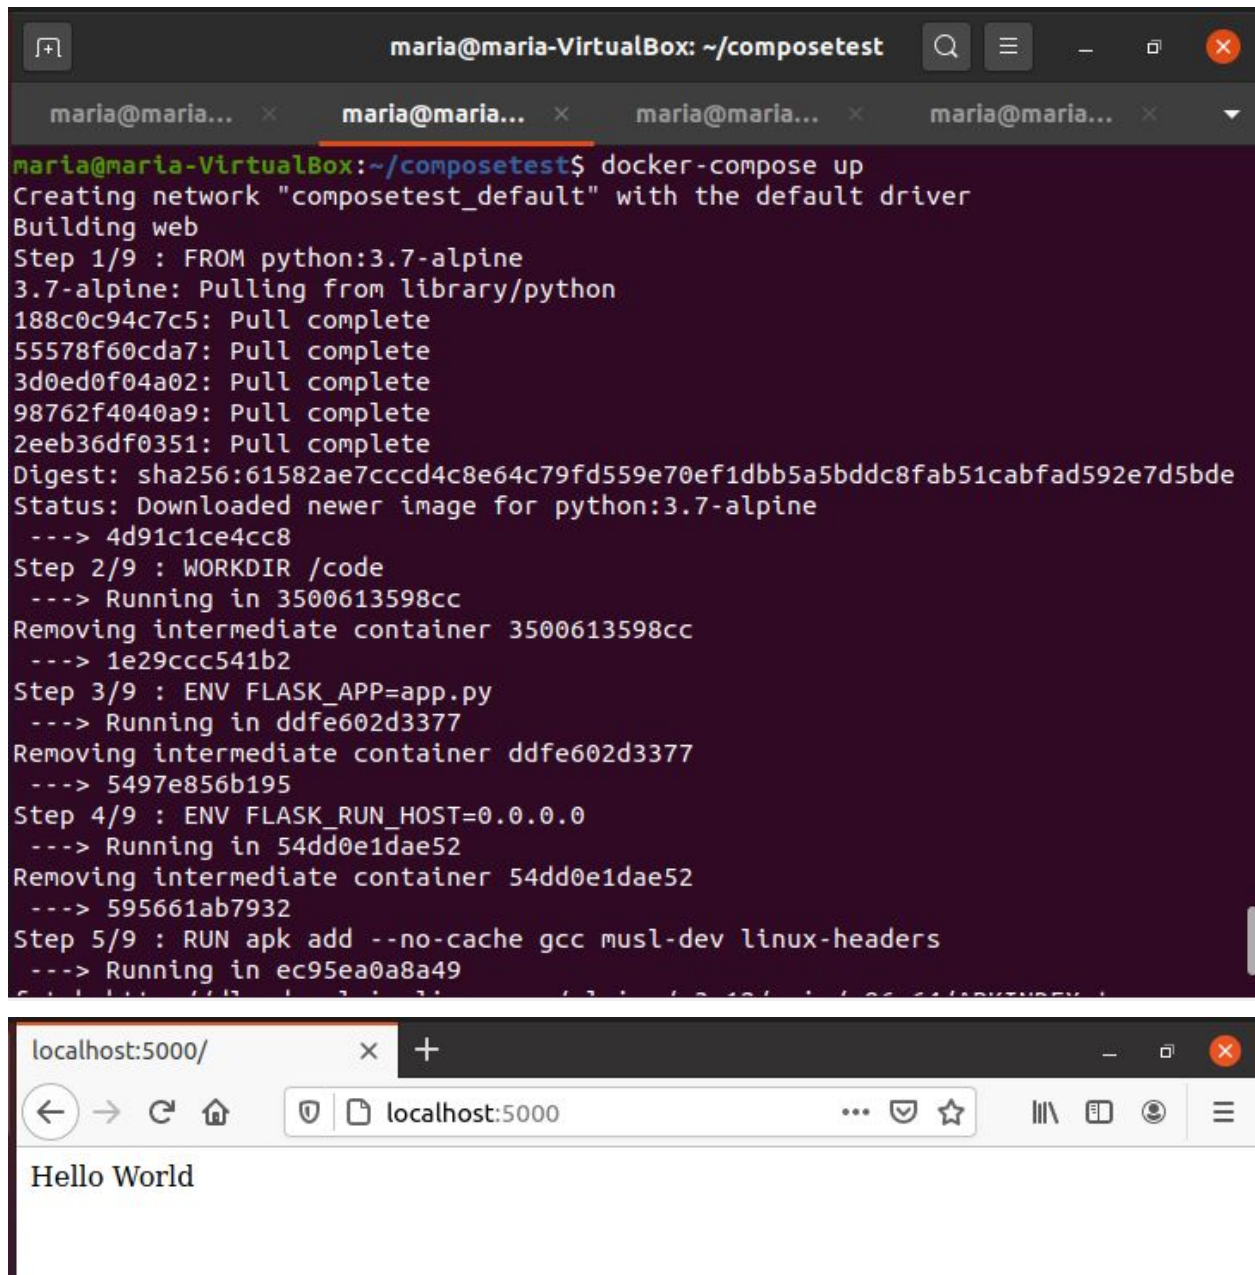 maria@maria-VirtualBox: ~/composetest
maria@maria... maria@maria... maria@maria... maria@maria...
maria@maria-VirtualBox:~/composetest$ docker-compose up
Creating network "composetest_default" with the default driver
Building web
Step 1/9 : FROM python:3.7-alpine
3.7-alpine: Pulling from library/python
188c0c94c7c5: Pull complete
55578f60cda7: Pull complete
3d0ed0f04a02: Pull complete
98762f4040a9: Pull complete
2eeb36df0351: Pull complete
Digest: sha256:61582ae7cccd4c8e64c79fd559e70ef1dbb5a5bddc8fab51cabfad592e7d5bde
Status: Downloaded newer image for python:3.7-alpine
---> 4d91c1ce4cc8
Step 2/9 : WORKDIR /code
---> Running in 3500613598cc
Removing intermediate container 3500613598cc
---> 1e29ccc541b2
Step 3/9 : ENV FLASK_APP=app.py
---> Running in ddfe602d3377
Removing intermediate container ddfe602d3377
---> 5497e856b195
Step 4/9 : ENV FLASK_RUN_HOST=0.0.0.0
---> Running in 54dd0e1dae52
Removing intermediate container 54dd0e1dae52
---> 595661ab7932
Step 5/9 : RUN apk add --no-cache gcc musl-dev linux-headers
---> Running in ec95ea0a8a49
localhost:5000/
localhost:5000
Hello World